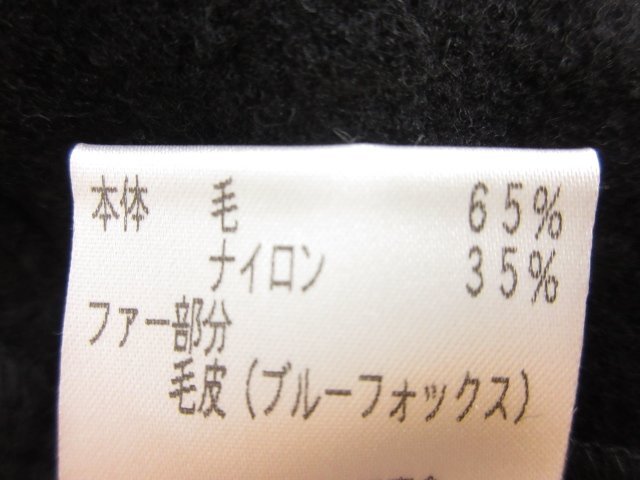 本体 毛 65%
ナイロン 35%
ファー部分
毛皮(ブルーフォックス)